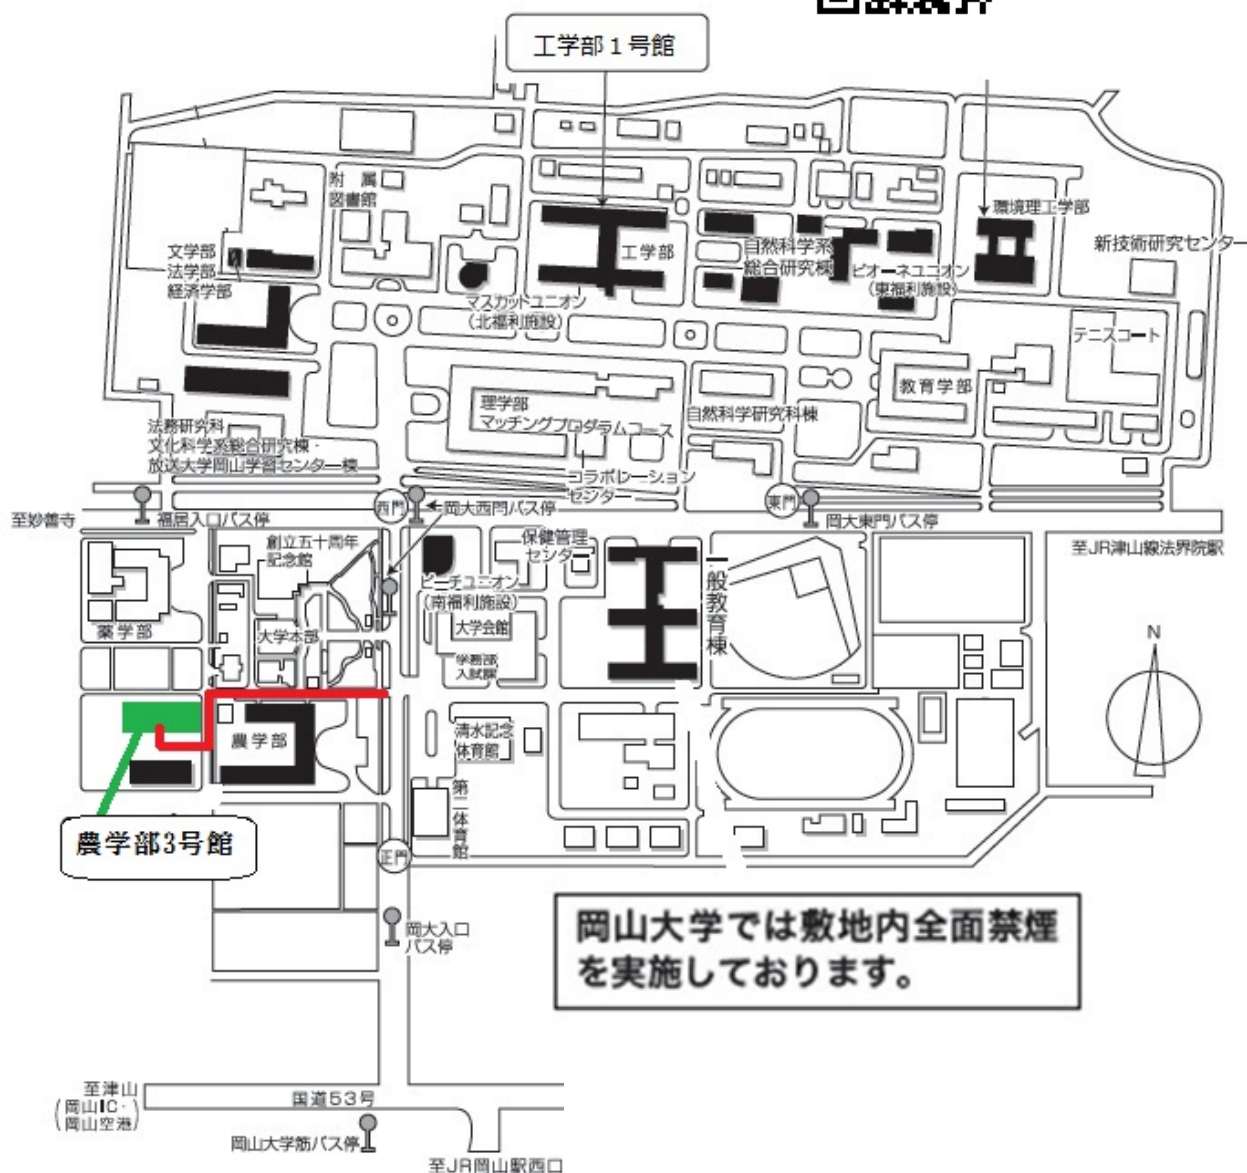 工学部１号館
附　属
図書館
環境理工学部
新技術研究センター
文学部
法学部
経済学部
工学部
自然科学系
総合研究棟
ピオーネユニオン
（東福利施設）
マスカットユニオン
（北福利施設）
テニスコート
教育学部
理学部
マッチングプログラムコース
自然科学研究科棟
法務研究科
文化科学系総合研究棟・
放送大学岡山学習センター棟
コラボレーション
センター
西門
岡大西門バス停
東門
岡大東門バス停
至妙善寺
福居入口バス停
至JR津山線法界院駅
創立五十周年
記念館
保健管理
センター
ピーチユニオン
（南福利施設）
一般教育棟
薬学部
大学本部
大学会館
学務部
入試課
N
農学部
清水記念
体育館
第二体育館
農学部3号館
正門
岡大入口
バス停
岡山大学では敷地内全面禁煙
を実施しております。
至津山
（岡山IC・
岡山空港）
国道53号
岡山大学筋バス停
至JR岡山駅西口